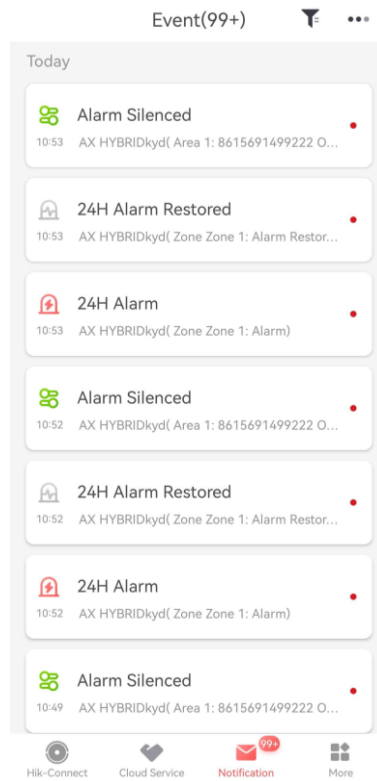 Event(99+)
Today
Alarm Silenced
10:53 AX HYBRIDkyd( Area 1: 8615691499222 O...
24H Alarm Restored
10:53 AX HYBRIDkyd( Zone Zone 1: Alarm Restor...
24H Alarm
10:53 AX HYBRIDkyd( Zone Zone 1: Alarm)
Alarm Silenced
10:52 AX HYBRIDkyd( Area 1: 8615691499222 O...
24H Alarm Restored
10:52 AX HYBRIDkyd( Zone Zone 1: Alarm Restor...
24H Alarm
10:52 AX HYBRIDkyd( Zone Zone 1: Alarm)
Alarm Silenced
10:49 AX HYBRIDkyd( Area 1: 8615691499222 O...
99+
Hik-Connect Cloud Service Notification More